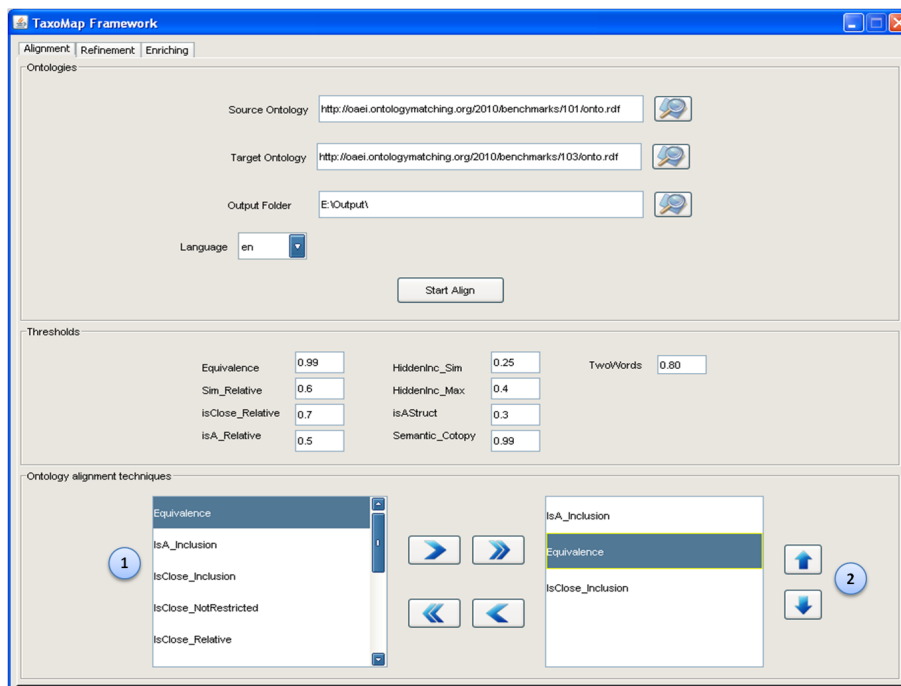 TaxoMap Framework
Alignment Refinement Enriching
Ontologies
Source Ontology http://oaei.ontologymatching.org/2010/benchmarks/101/onto.rdf
Target Ontology http://oaei.ontologymatching.org/2010/benchmarks/103/onto.rdf
Output Folder E:\Output\
Language en
Start Align
Thresholds
Equivalence 0.99 HiddenInc_Sim 0.25 TwoWords 0.80
Sim_Relative 0.6 HiddenInc_Max 0.4
isClose_Relative 0.7 isAStruct 0.3
isA_Relative 0.5 Semantic_Cotopy 0.99
Ontology alignment techniques
1
Equivalence
IsA_Inclusion
IsClose_Inclusion
IsClose_NotRestricted
IsClose_Relative
IsA_Inclusion
Equivalence
IsClose_Inclusion
2